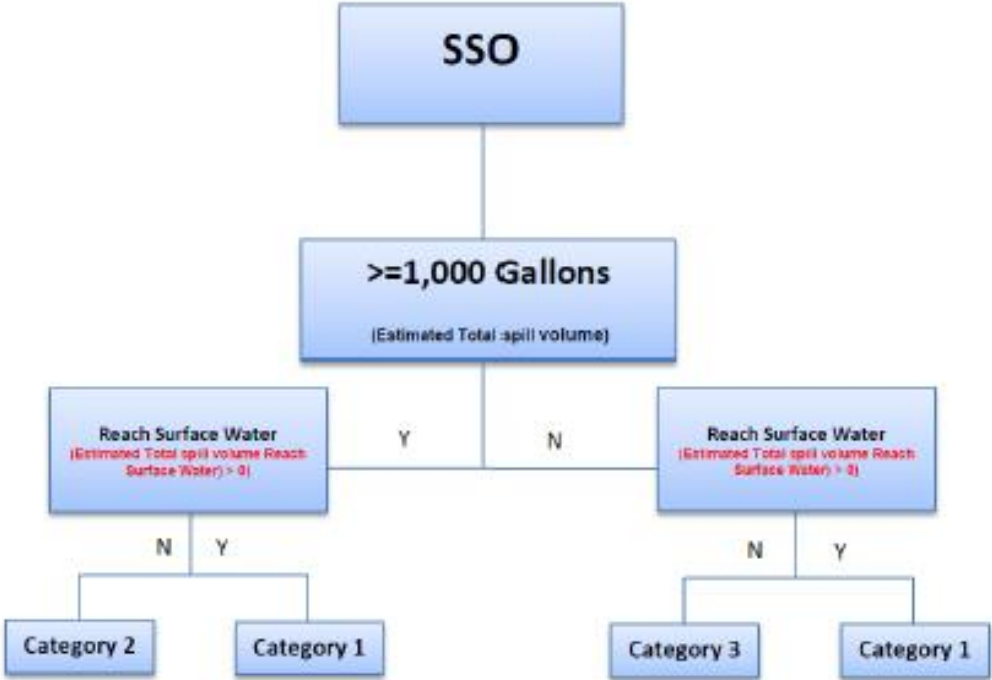 SSO
>=1,000 Gallons
(Estimated Total spill volume)
Reach Surface Water
(Estimated Total spill volume Reach
Surface Water) > 0)
Y
N
Reach Surface Water
(Estimated Total spill volume Reach
Surface Water) > 0)
N
Y
N
Y
Category 2
Category 1
Category 3
Category 1